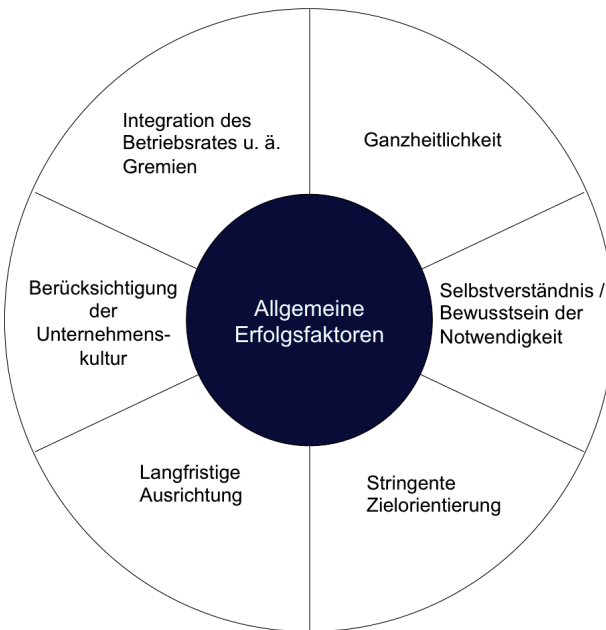 Integration des
Betriebsrates u. ä.
Gremien
Ganzheitlichkeit
Berücksichtigung
der
Unternehmens-
kultur
Allgemeine
Erfolgsfaktoren
Selbstverständnis /
Bewusstsein der
Notwendigkeit
Langfristige
Ausrichtung
Stringente
Zielorientierung